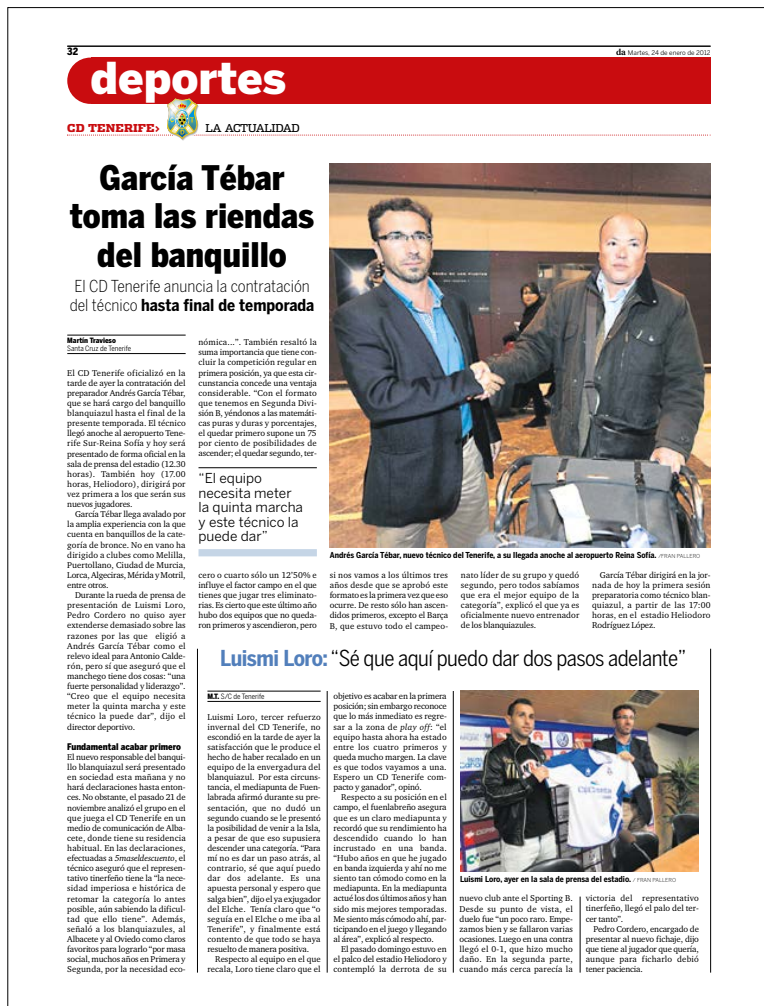 32
da Martes, 24 de enero de 2012
deportes
CD TENERIFE>
LA ACTUALIDAD
García Tébar
toma las riendas
del banquillo
El CD Tenerife anuncia la contratación
del técnico hasta final de temporada
Martín Travieso
Santa Cruz de Tenerife
El CD Tenerife oficializó en la
tarde de ayer la contratación del
preparador Andrés García Tébar,
que se hará cargo del banquillo
blanquiazul hasta el final de la
presente temporada. El técnico
llegó anoche al aeropuerto Tene-
rife Sur-Reina Sofía y hoy será
presentado de forma oficial en la
sala de prensa del estadio (12.30
horas). También hoy (17.00
horas, Heliodoro), dirigirá por
vez primera a los que serán sus
nuevos jugadores.
García Tébar llega avalado por
la amplia experiencia con la que
cuenta en banquillos de la cate-
goría de bronce. No en vano ha
dirigido a clubes como Melilla,
Puertollano, Ciudad de Murcia,
Lorca, Algeciras, Mérida y Motril,
entre otros.
Durante la rueda de prensa de
presentación de Luismi Loro,
Pedro Cordero no quiso ayer
extenderse demasiado sobre las
razones por las que eligió a
Andrés García Tébar como el
relevo ideal para Antonio Calde-
rón, pero sí que aseguró que el
manchego tiene dos cosas: “una
fuerte personalidad y liderazgo”.
“Creo que el equipo necesita
meter la quinta marcha y este
técnico la puede dar”, dijo el
director deportivo.
Fundamental acabar primero
El nuevo responsable del banqui-
llo blanquiazul será presentado
en sociedad esta mañana y no
hará declaraciones hasta enton-
ces. No obstante, el pasado 21 de
noviembre analizó el grupo en el
que juega el CD Tenerife en un
medio de comunicación de Alba-
cete, donde tiene su residencia
habitual. En las declaraciones,
efectuadas a 5maseldescuento, el
técnico aseguró que el represen-
tativo tinerfeño tiene la “la nece-
sidad imperiosa e histórica de
retomar la categoría lo antes
posible, aún sabiendo la dificul-
tad que ello tiene”. Además,
señaló a los blanquiazules, al
Albacete y al Oviedo como claros
favoritos para lograrlo “por masa
social, muchos años en Primera y
Segunda, por la necesidad eco-
nómica...”. También resaltó la
suma importancia que tiene con-
cluir la competición regular en
primera posición, ya que esta cir-
cunstancia concede una ventaja
considerable. “Con el formato
que tenemos en Segunda Divi-
sión B, yéndonos a las matemáti-
cas puras y duras y porcentajes,
el quedar primero supone un 75
por ciento de posibilidades de
ascender; el quedar segundo, ter-
“El equipo
necesita meter
la quinta marcha
y este técnico la
puede dar”
Andrés García Tébar, nuevo técnico del Tenerife, a su llegada anoche al aeropuerto Reina Sofía. /FRAN PALLERO
cero o cuarto sólo un 12’50% e
influye el factor campo en el que
tienes que jugar tres eliminato-
rias. Es cierto que este último año
hubo dos equipos que no queda-
ron primeros y ascendieron, pero
si nos vamos a los últimos tres
años desde que se aprobó este
formato es la primera vez que eso
ocurre. De resto sólo han ascen-
didos primeros, excepto el Barça
B, que estuvo todo el campeo-
nato líder de su grupo y quedó
segundo, pero todos sabíamos
que era el mejor equipo de la
categoría”, explicó el que ya es
oficialmente nuevo entrenador
de los blanquiazules.
García Tébar dirigirá en la jor-
nada de hoy la primera sesión
preparatoria como técnico blan-
quiazul, a partir de las 17:00
horas, en el estadio Heliodoro
Rodríguez López.
Luismi Loro: “Sé que aquí puedo dar dos pasos adelante”
M.T. S/C de Tenerife
Luismi Loro, tercer refuerzo
invernal del CD Tenerife, no
escondió en la tarde de ayer la
satisfacción que le produce el
hecho de haber recalado en un
equipo de la envergadura del
blanquiazul. Por esta circuns-
tancia, el mediapunta de Fuen-
labrada afirmó durante su pre-
sentación, que no dudó un
segundo cuando se le presentó
la posibilidad de venir a la Isla,
a pesar de que eso supusiera
descender una categoría. “Para
mí no es dar un paso atrás, al
contrario, sé que aquí puedo
dar dos adelante. Es una
apuesta personal y espero que
salga bien”, dijo el ya exjugador
del Elche. Tenía claro que “o
seguía en el Elche o me iba al
Tenerife”, y finalmente está
contento de que todo se haya
resuelto de manera positiva.
Respecto al equipo en el que
recala, Loro tiene claro que el
objetivo es acabar en la primera
posición; sin embargo reconoce
que lo más inmediato es regre-
sar a la zona de play off: “el
equipo hasta ahora ha estado
entre los cuatro primeros y
queda mucho margen. La clave
es que todos vayamos a una.
Espero un CD Tenerife com-
pacto y ganador”, opinó.
Respecto a su posición en el
campo, el fuenlabreño asegura
que es un claro mediapunta y
recordó que su rendimiento ha
descendido cuando lo han
incrustado en una banda.
“Hubo años en que he jugado
en banda izquierda y ahí no me
siento tan cómodo como en la
mediapunta. En la mediapunta
actué los dos últimos años y han
sido mis mejores temporadas.
Me siento más cómodo ahí, par-
ticipando en el juego y llegando
al área”, explicó al respecto.
El pasado domingo estuvo en
el palco del estadio Heliodoro y
contempló la derrota de su
Luismi Loro, ayer en la sala de prensa del estadio. / FRAN PALLERO
nuevo club ante el Sporting B.
Desde su punto de vista, el
duelo fue “un poco raro. Empe-
zamos bien y se fallaron varias
ocasiones. Luego en una contra
llegó el 0-1, que hizo mucho
daño. En la segunda parte,
cuando más cerca parecía la
victoria del representativo
tinerfeño, llegó el palo del ter-
cer tanto”.
Pedro Cordero, encargado de
presentar al nuevo fichaje, dijo
que tiene al jugador que quería,
aunque para ficharlo debió
tener paciencia.